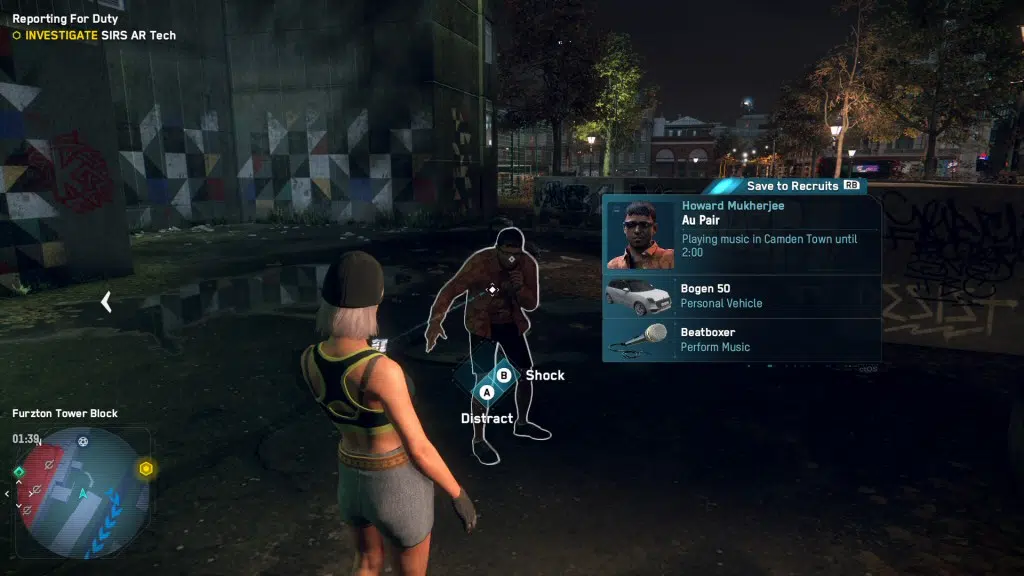 Reporting For Duty
INVESTIGATE SIRS AR Tech
Save to Recruits RB
Howard Mukherjee
Au Pair
Playing music in Camden Town until
2:00
Bogen 50
Personal Vehicle
Beatboxer
Perform Music
B Shock
A
Distract
Furzton Tower Block
01:39
N